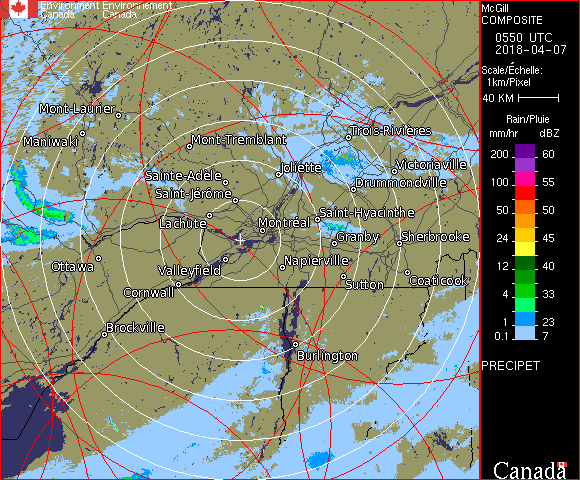 Environment Environnement
Canada Canada
McGill
COMPOSITE
0550 UTC
2018-04-07
Scale/Échelle:
1km/Pixel
40 KM
Rain/Pluie
mm/hr dBZ
200 60
100 55
50 50
24 45
12 40
4 33
1 23
0.1 7
PRECIPET
Canada
Mont-Laurier
Maniwaki
Mont-Tremblant
Trois-Rivières
Joliette
Victoriaville
Sainte-Adèle
Drummondville
Saint-Jérôme
Lachute
Saint-Hyacinthe
Montréal
Granby
Sherbrooke
Ottawa
Valleyfield
Napierville
Cornwall
Sutton
Coaticook
Brockville
Burlington